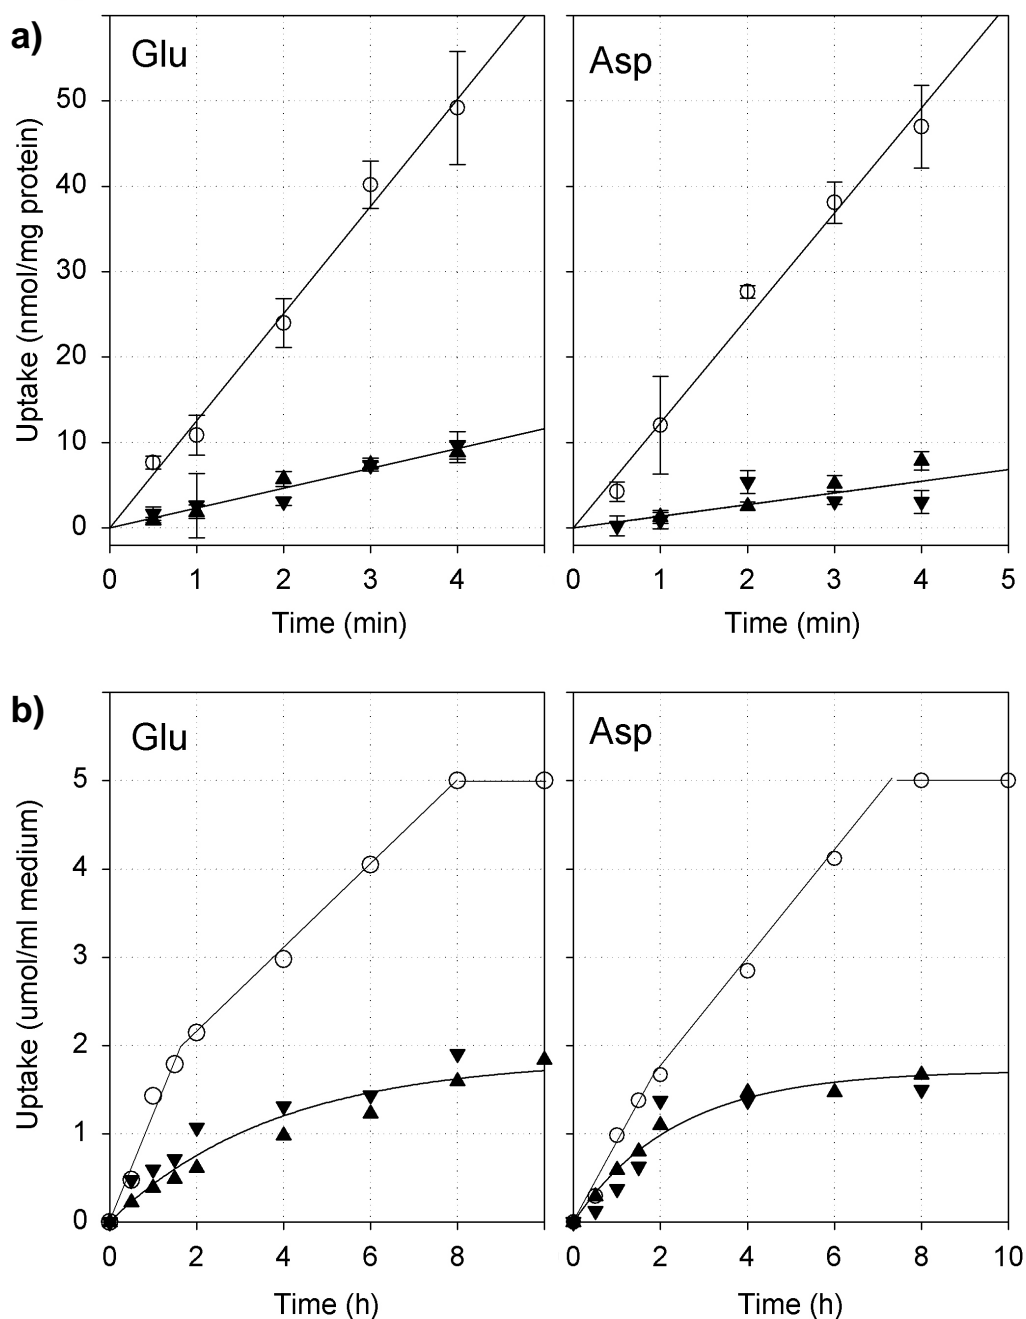 a)
Glu
Asp
Uptake (nmol/mg protein)
50
40
30
20
10
0
0 1 2 3 4
0 1 2 3 4 5
Time (min)
Time (min)
b)
Glu
Asp
Uptake (umol/ml medium)
5
4
3
2
1
0
0 2 4 6 8
0 2 4 6 8 10
Time (h)
Time (h)